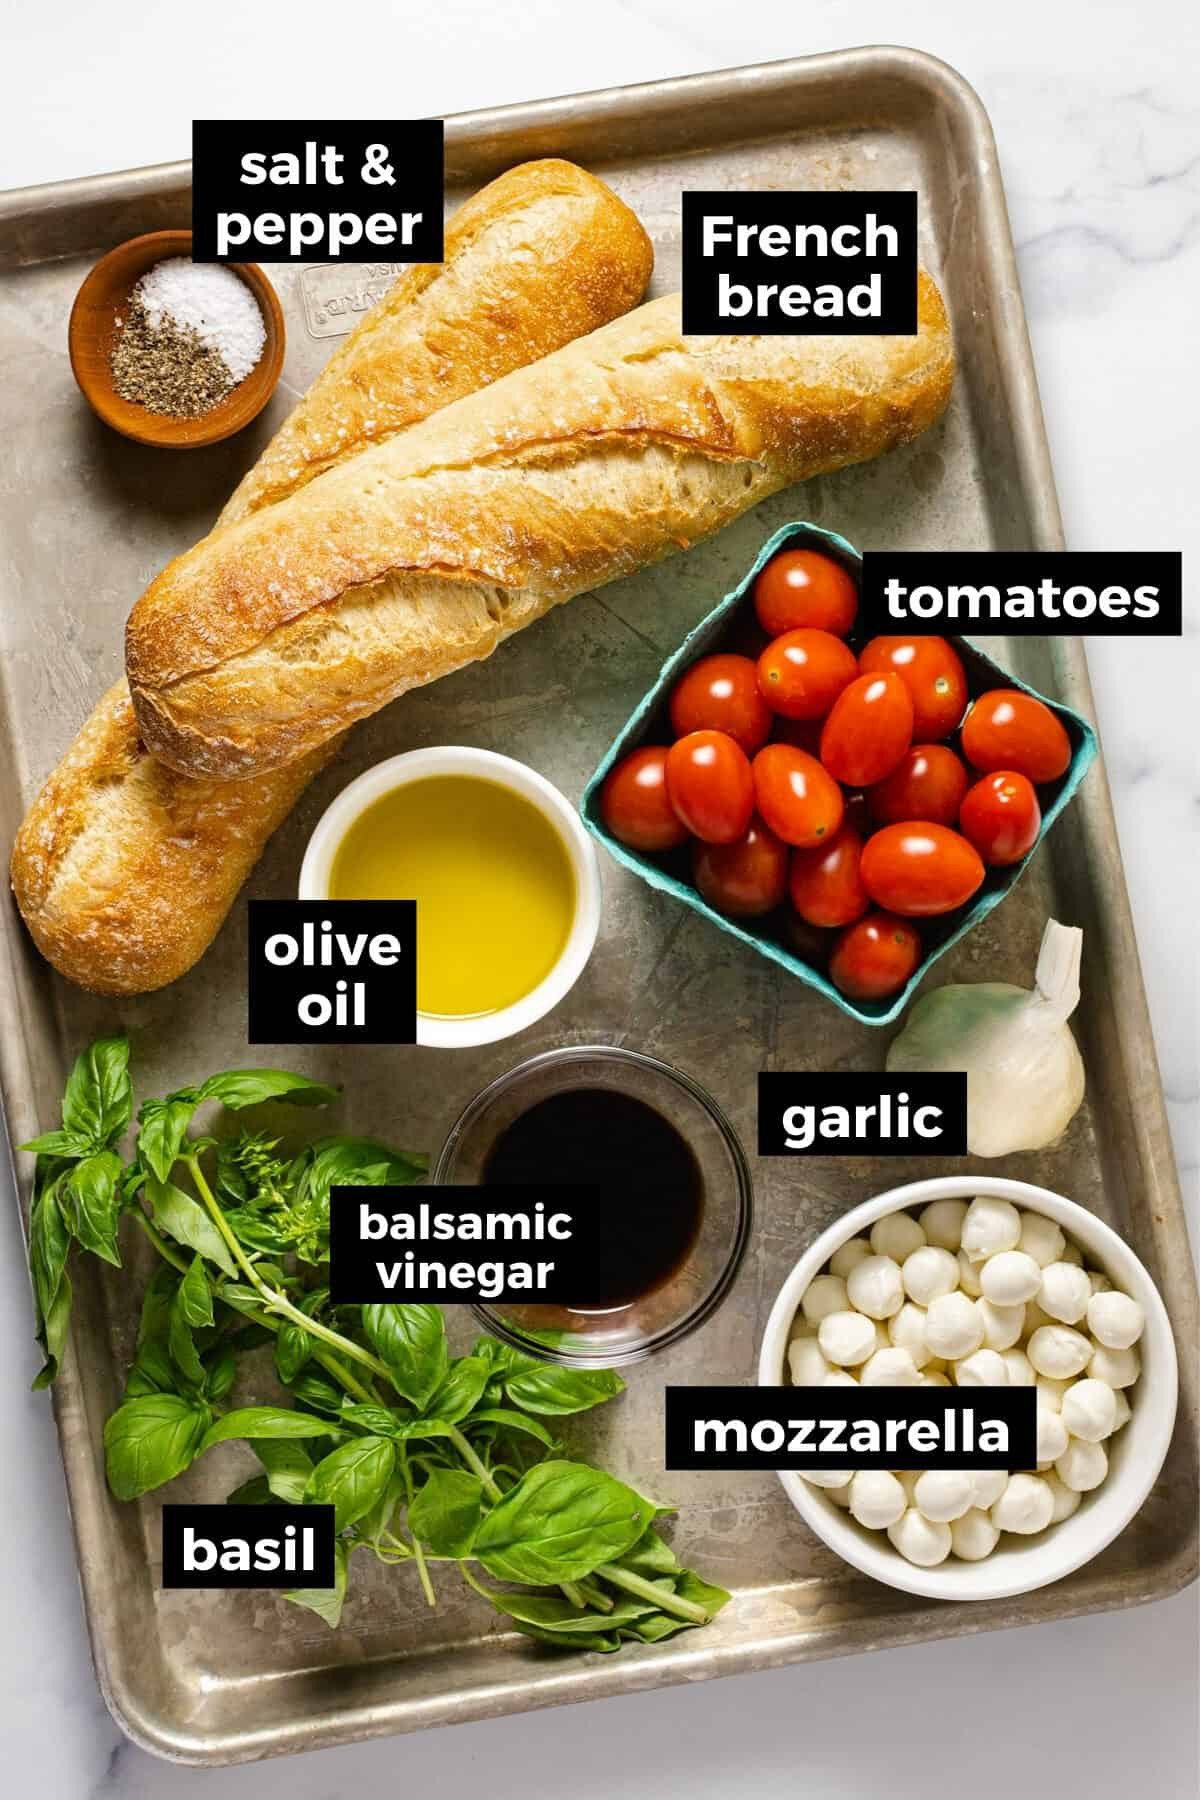 salt &
pepper
French
bread
tomatoes
olive
oil
garlic
balsamic
vinegar
mozzarella
basil